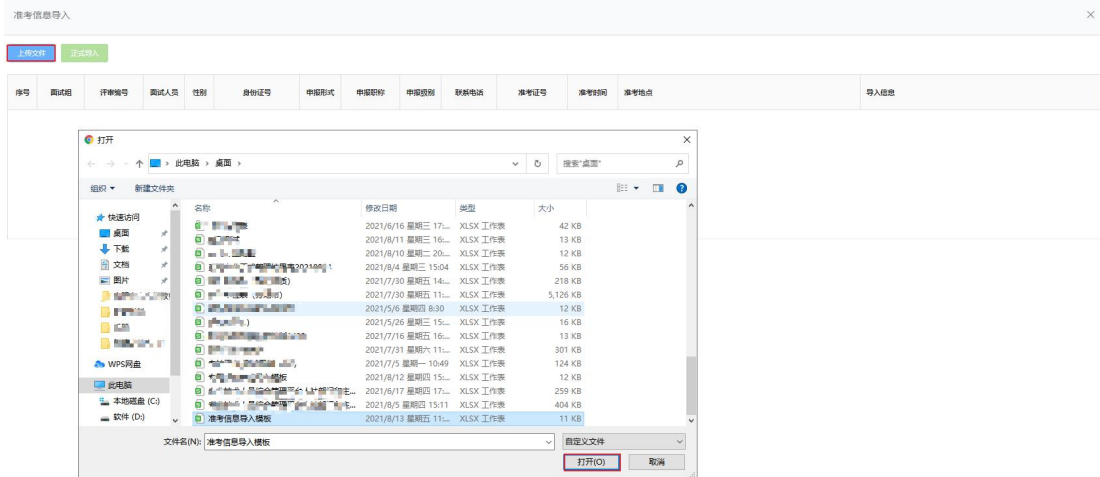 准考信息导入
上传文件 正式导入
序号 面试组 评审编号 面试人员 性别 身份证号 申报形式 申报职称 申报级别 联系电话 准考证号 准考时间 准考地点 导入信息
打开
此电脑 › 桌面 › 搜索"桌面"
组织 新建文件夹
名称 修改日期 类型 大小
快速访问
桌面
下载
文档
图片
WPS网盘
此电脑
本地磁盘 (C:)
软件 (D:)
2021/6/16 星期三 17:... XLSX 工作表 42 KB
2021/8/11 星期三 16:... XLSX 工作表 13 KB
2021/8/10 星期二 20:... XLSX 工作表 12 KB
2021/8/4 星期三 15:04 XLSX 工作表 56 KB
2021/7/30 星期五 14:... XLSX 工作表 218 KB
2021/7/30 星期五 11:... XLSX 工作表 5,126 KB
2021/5/6 星期四 8:30 XLSX 工作表 12 KB
2021/5/26 星期三 15:... XLSX 工作表 16 KB
2021/7/16 星期五 16:... XLSX 工作表 13 KB
2021/7/31 星期六 11:... XLSX 工作表 301 KB
2021/7/5 星期一 10:49 XLSX 工作表 124 KB
模板 2021/8/12 星期四 15:... XLSX 工作表 12 KB
2021/6/17 星期四 17:... XLSX 工作表 259 KB
2021/8/5 星期四 15:11 XLSX 工作表 404 KB
准考信息导入模板 2021/8/13 星期五 11:... XLSX 工作表 11 KB
文件名(N): 准考信息导入模板 自定义文件
打开(O) 取消